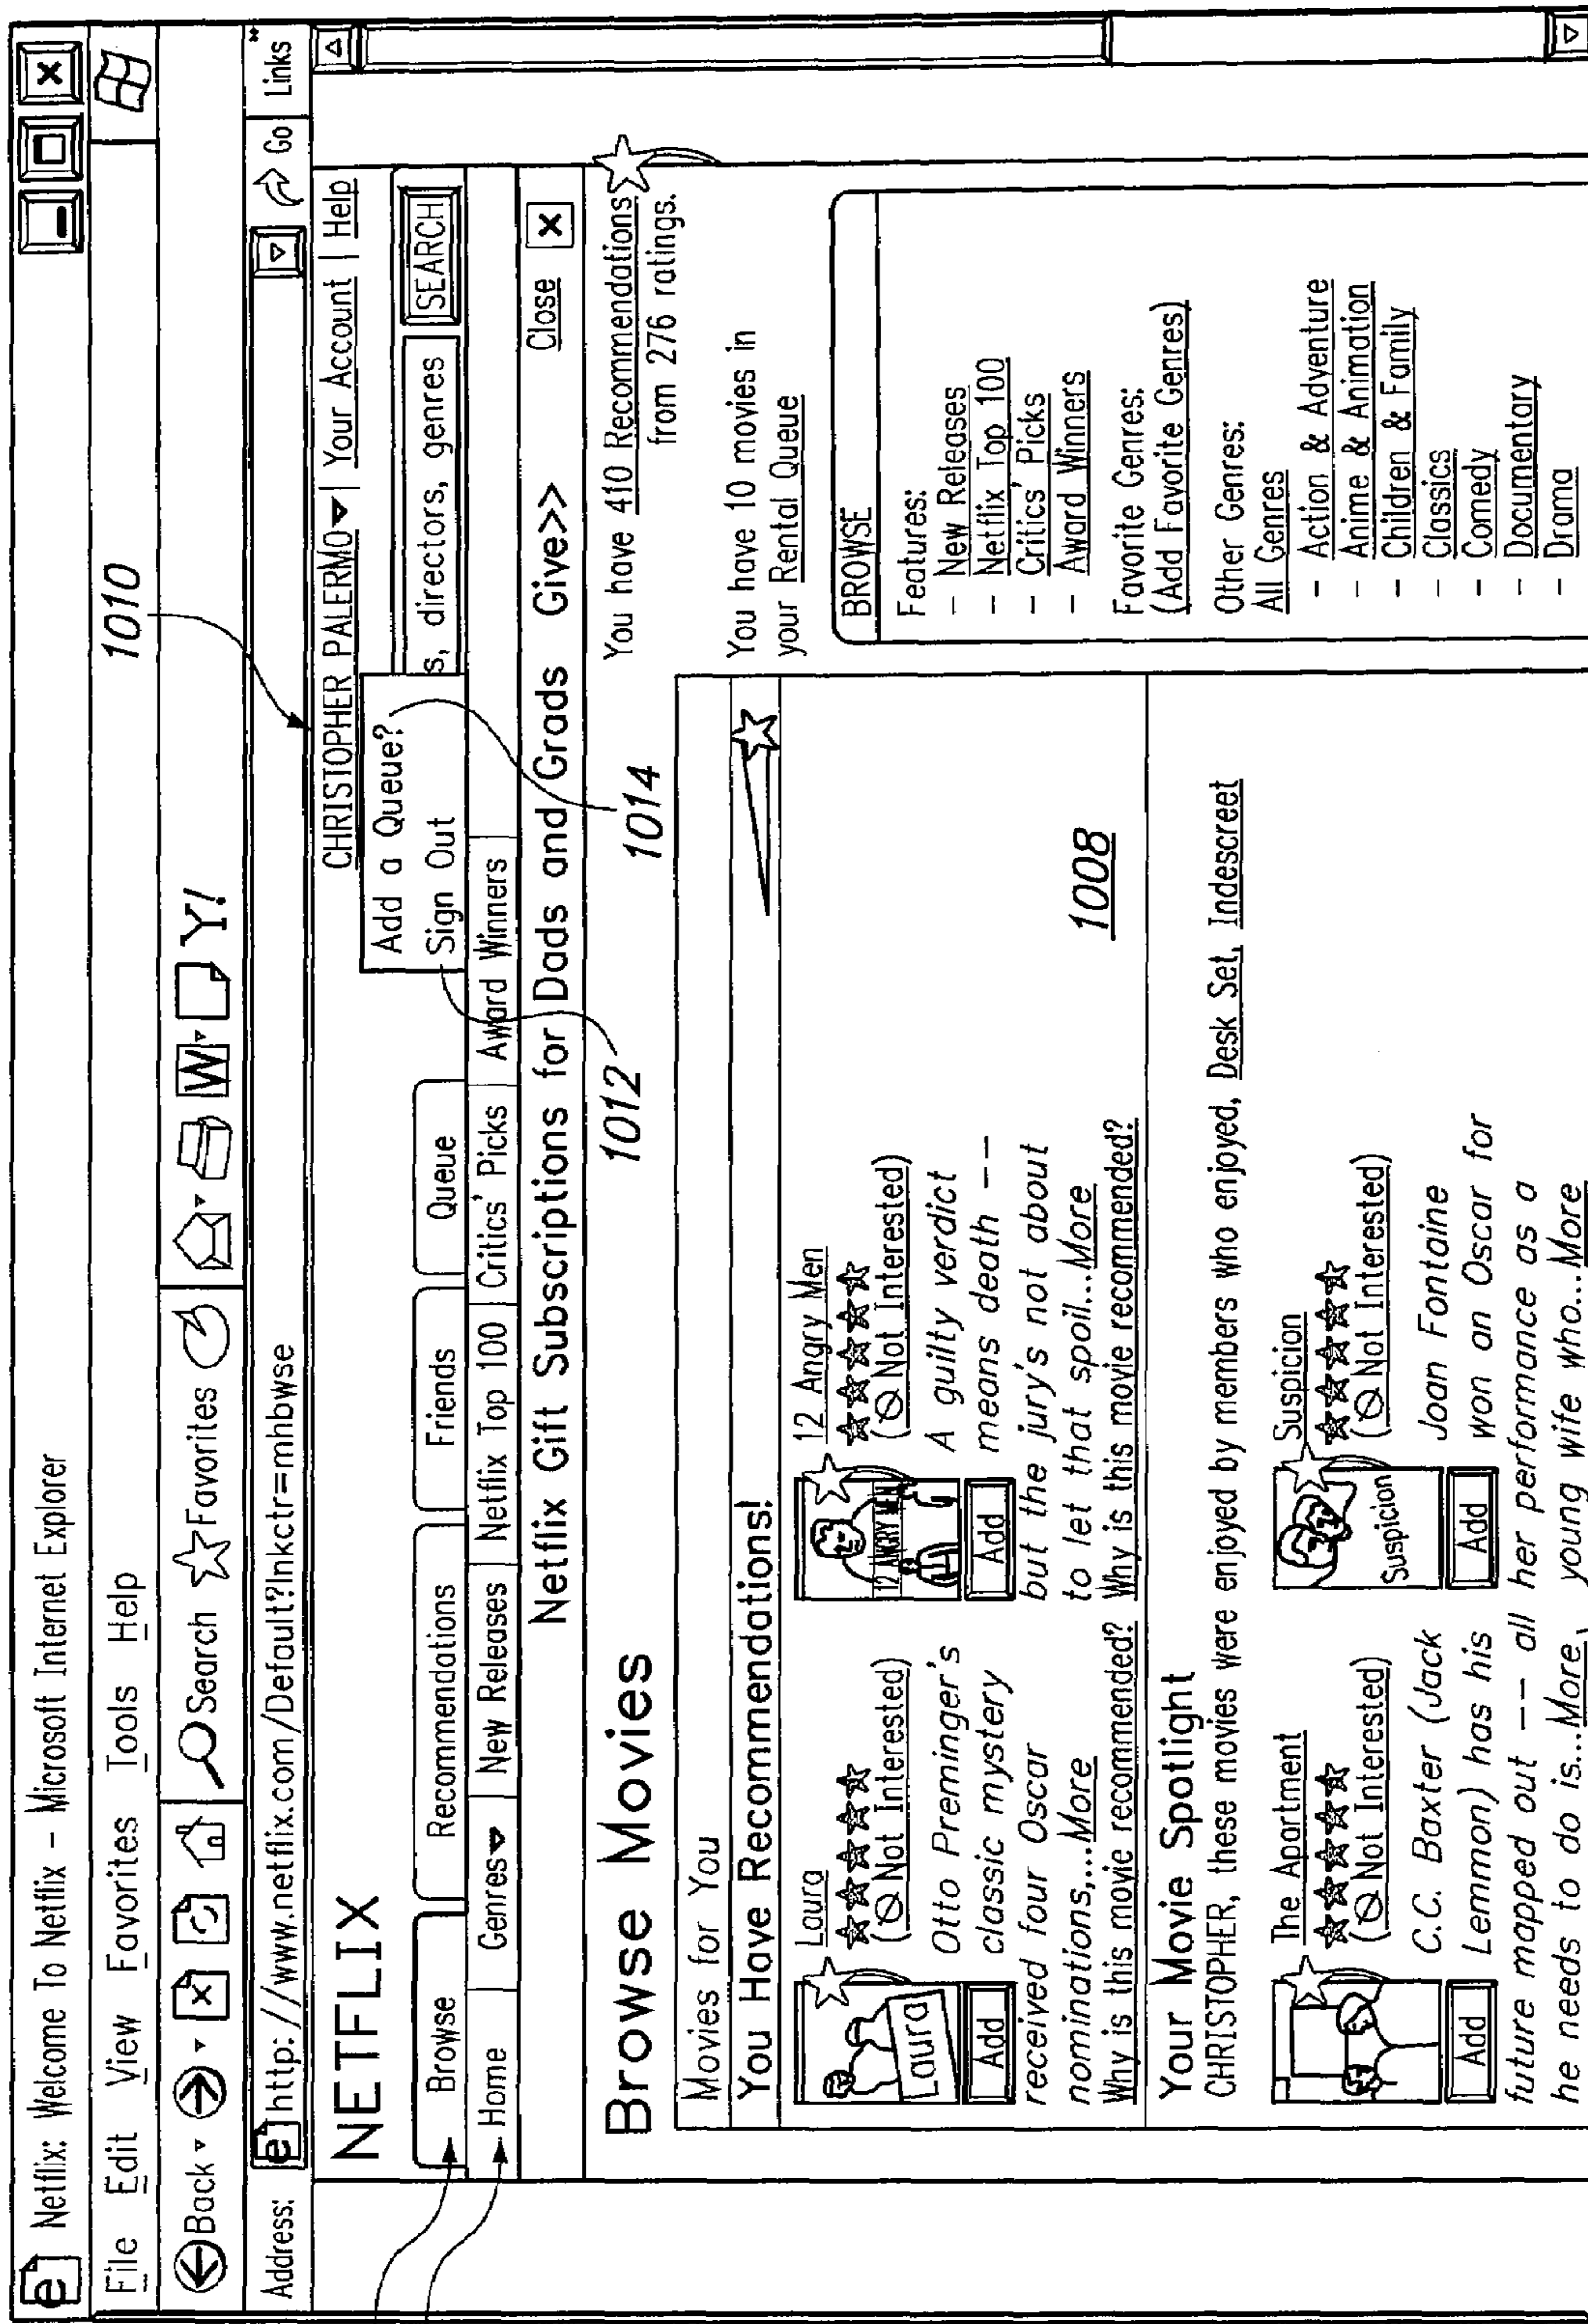 Netflix: Welcome To Netflix – Microsoft Internet Explorer
File Edit View Favorites Tools Help
1010
Back Search Favorites W Y!
Address: http://www.netflix.com/Default?lnkctr=mhbwse Go Links
NETFLIX CHRISTOPHER PALERMO | Your Account | Help
Add a Queue?
Sign Out
Browse Recommendations Friends Queue s, directors, genres SEARCH
Home Genres New Releases Netflix Top 100 Critics' Picks Award Winners
Netflix Gift Subscriptions for Dads and Grads Give>> Close
1012
1014
Browse Movies
You have 410 Recommendations
from 276 ratings.
Movies for You
You Have Recommendations!
Laura
(Not Interested)
Otto Preminger's
classic mystery
received four Oscar
nominations,...More
Why is this movie recommended?
Laura
Add
12 Angry Men
(Not Interested)
A guilty verdict
means death --
but the jury's not about
to let that spoil...More
Why is this movie recommended?
12 ANGRY MEN
Add
1008
Your Movie Spotlight
CHRISTOPHER, these movies were enjoyed by members who enjoyed, Desk Set, Indescreet
The Apartment
(Not Interested)
C.C. Baxter (Jack
Lemmon) has his
future mapped out -- all
he needs to do is...More
Add
Suspicion
(Not Interested)
Joan Fontaine
won an Oscar for
her performance as a
young wife who...More
Suspicion
Add
You have 10 movies in
your Rental Queue
BROWSE
Features:
– New Releases
– Netflix Top 100
– Critics' Picks
– Award Winners
Favorite Genres:
(Add Favorite Genres)
Other Genres:
All Genres
– Action & Adventure
– Anime & Animation
– Children & Family
– Classics
– Comedy
– Documentary
– Drama